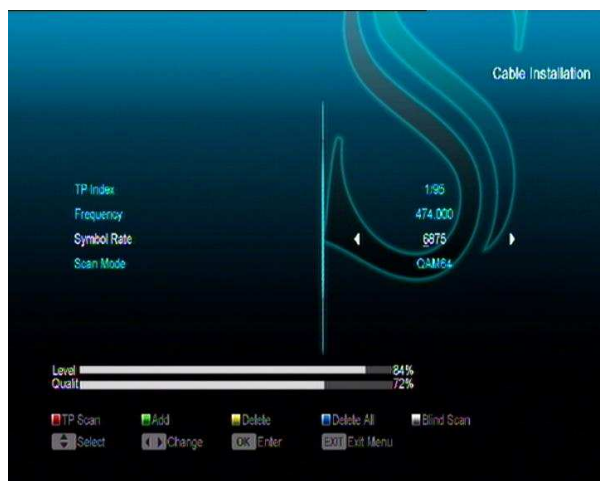 Cable Installation
TP Index 1/95
Frequency 474.000
Symbol Rate 6875
Scan Mode QAM64
Level 84%
Qualit 72%
TP Scan Add Delete Delete All Blind Scan
Select Change OK Enter EXIT Exit Menu